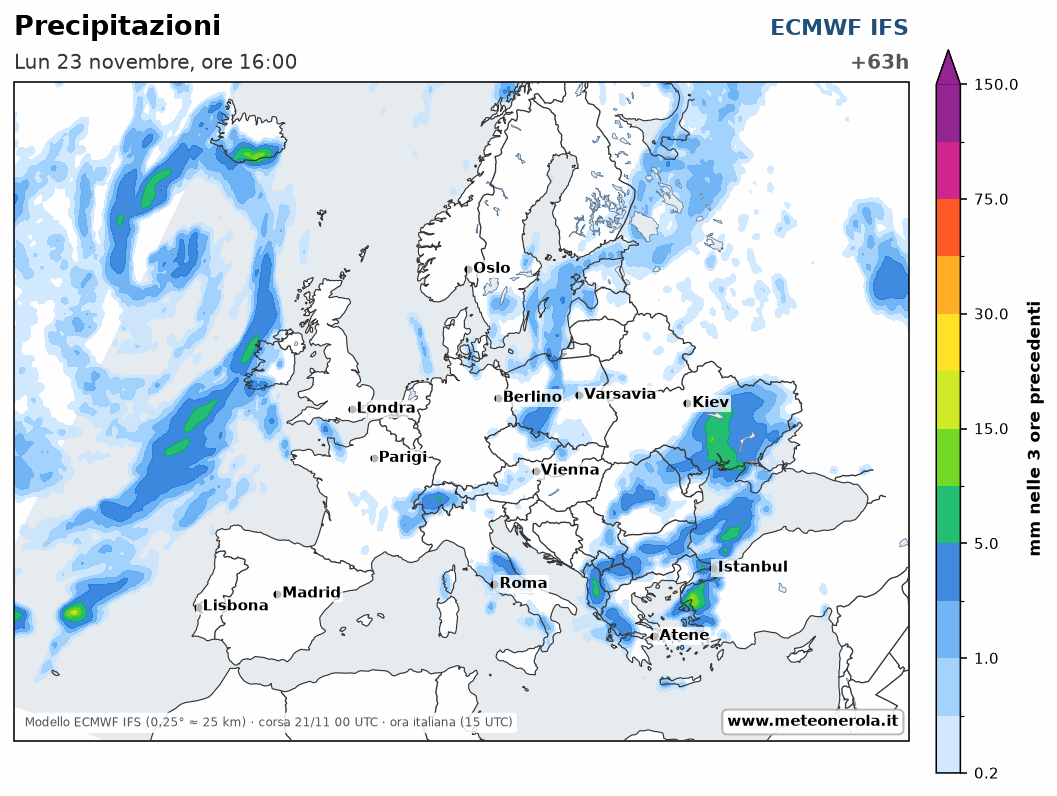 Precipitazioni
ECMWF IFS
Lun 23 novembre, ore 16:00
+63h
150.0
75.0
30.0
15.0
5.0
1.0
0.2
mm nelle 3 ore precedenti
Oslo
Berlino
Varsavia
Kiev
Londra
Parigi
Vienna
Istanbul
Roma
Madrid
Lisbona
Atene
Modello ECMWF IFS (0,25° ≈ 25 km) · corsa 21/11 00 UTC · ora italiana (15 UTC)
www.meteonerola.it